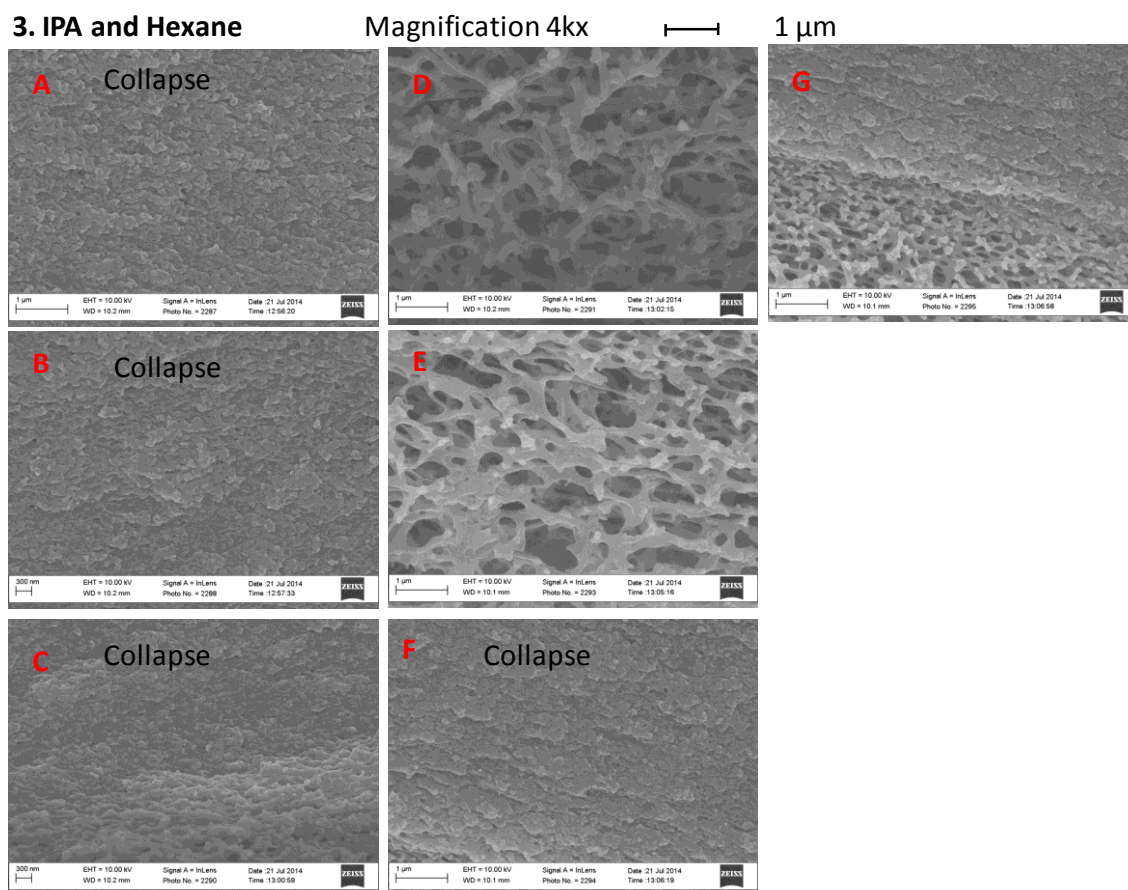 3. IPA and Hexane Magnification 4kx 1 µm
A Collapse
1 µm EHT = 10.00 kV Signal A = InLens Date :21 Jul 2014 ZEISS
WD = 10.2 mm Photo No. = 2287 Time :12:56:20
D
1 µm EHT = 10.00 kV Signal A = InLens Date :21 Jul 2014 ZEISS
WD = 10.2 mm Photo No. = 2291 Time :13:02:15
G
1 µm EHT = 10.00 kV Signal A = InLens Date :21 Jul 2014 ZEISS
WD = 10.1 mm Photo No. = 2295 Time :13:06:58
B Collapse
300 nm EHT = 10.00 kV Signal A = InLens Date :21 Jul 2014 ZEISS
WD = 10.2 mm Photo No. = 2288 Time :12:57:33
E
1 µm EHT = 10.00 kV Signal A = InLens Date :21 Jul 2014 ZEISS
WD = 10.1 mm Photo No. = 2293 Time :13:05:16
C Collapse
300 nm EHT = 10.00 kV Signal A = InLens Date :21 Jul 2014 ZEISS
WD = 10.2 mm Photo No. = 2290 Time :13:00:59
F Collapse
1 µm EHT = 10.00 kV Signal A = InLens Date :21 Jul 2014 ZEISS
WD = 10.1 mm Photo No. = 2294 Time :13:06:19